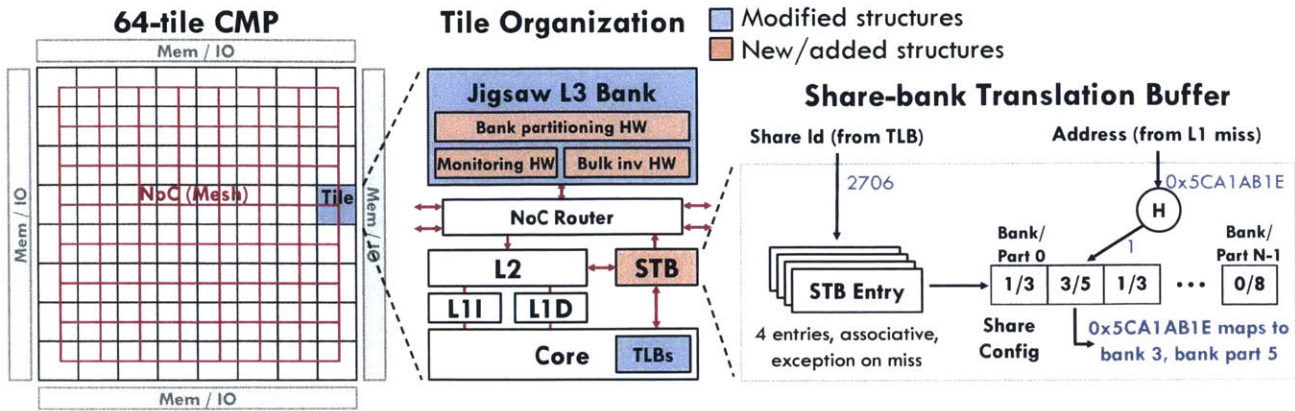 64-tile CMP
Mem / IO
Mem / IO
NoC (Mesh)
Tile
Mem / IO
Mem / IO
Tile Organization
Modified structures
New/added structures
Jigsaw L3 Bank
Bank partitioning HW
Monitoring HW
Bulk inv HW
NoC Router
L2
STB
L1I
L1D
Core
TLBs
Share-bank Translation Buffer
Share Id (from TLB)
Address (from L1 miss)
2706
0x5CA1AB1E
H
1
Bank/
Part 0
Bank/
Part N-1
STB Entry
1/3
3/5
1/3
• • •
0/8
4 entries, associative,
exception on miss
Share
Config
0x5CA1AB1E maps to
bank 3, bank part 5